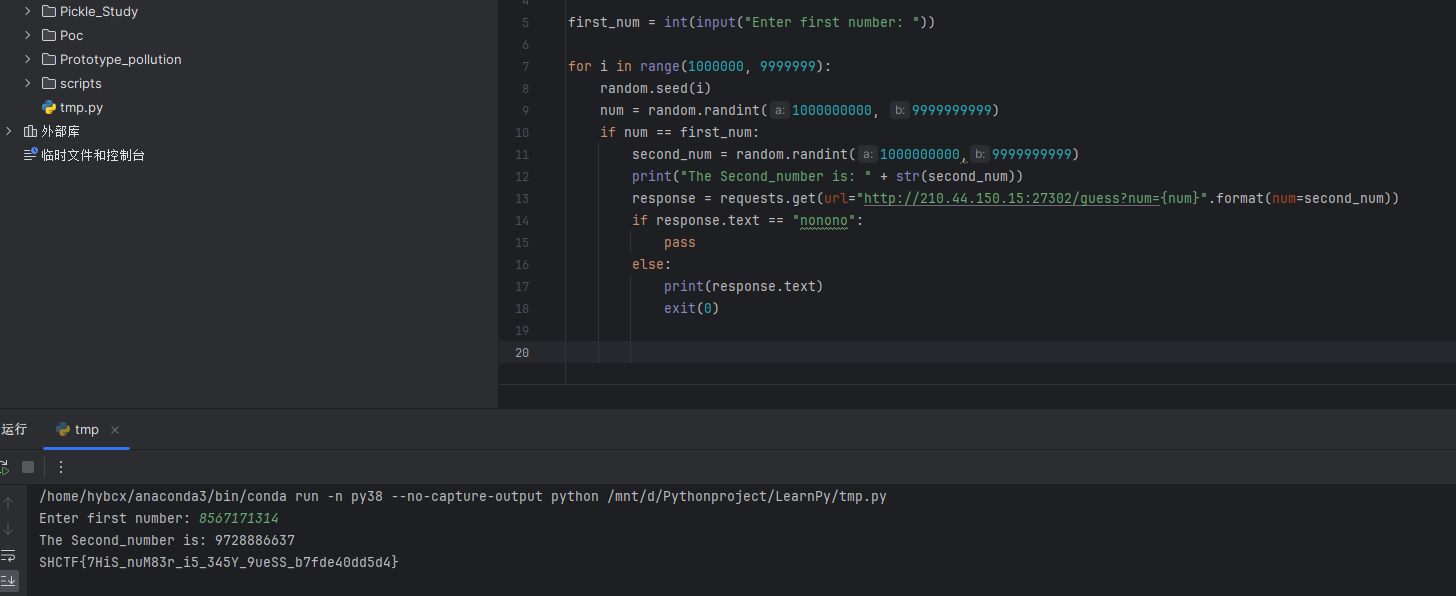 Pickle_Study
Poc
Prototype_pollution
scripts
tmp.py
外部库
临时文件和控制台
4
5 first_num = int(input("Enter first number: "))
6
7 for i in range(1000000, 9999999):
8 random.seed(i)
9 num = random.randint( a: 1000000000, b: 9999999999)
10 if num == first_num:
11 second_num = random.randint( a: 1000000000, b: 9999999999)
12 print("The Second_number is: " + str(second_num))
13 response = requests.get(url="http://210.44.150.15:27302/guess?num={num}".format(num=second_num))
14 if response.text == "nonono":
15 pass
16 else:
17 print(response.text)
18 exit(0)
19
20
运行 tmp
/home/hybcx/anaconda3/bin/conda run -n py38 --no-capture-output python /mnt/d/Pythonproject/LearnPy/tmp.py
Enter first number: 8567171314
The Second_number is: 9728886637
SHCTF{7HiS_nuM83r_i5_345Y_9ueSS_b7fde40dd5d4}